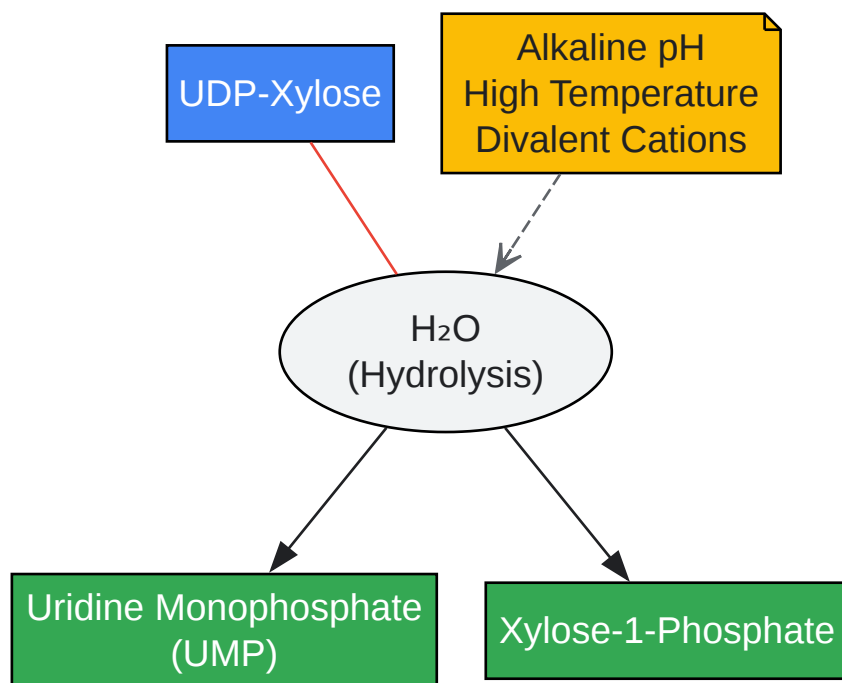 UDP-Xylose
Alkaline pH
High Temperature
Divalent Cations
H₂O
(Hydrolysis)
Uridine Monophosphate
(UMP)
Xylose-1-Phosphate